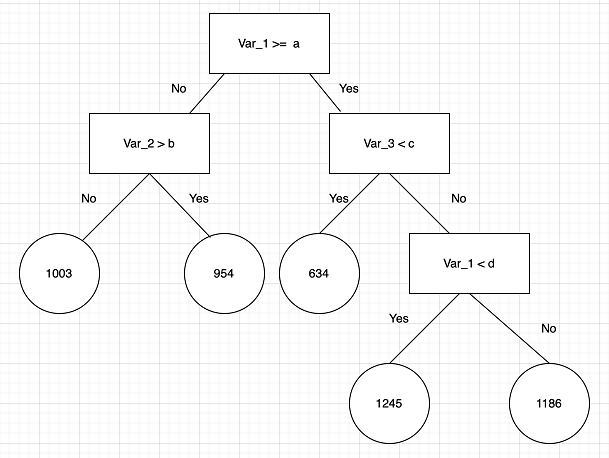 Var_1 >= a
No
Yes
Var_2 > b
Var_3 < c
No
Yes
Yes
No
1003
954
634
Var_1 < d
Yes
No
1245
1186